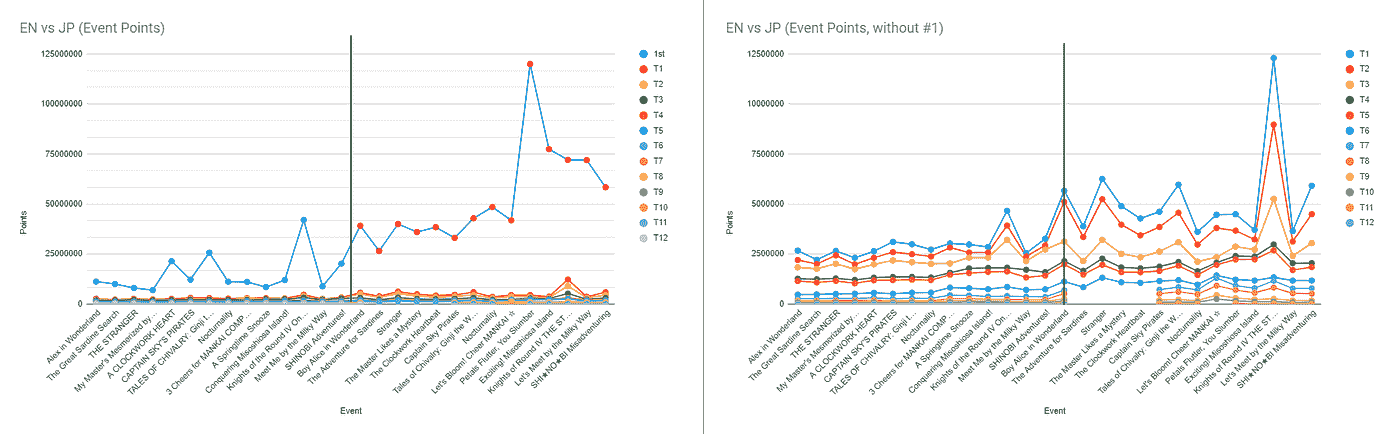 EN vs JP (Event Points)
125000000
100000000
75000000
50000000
25000000
0
Points
Alex in Wonderland
The Great Sardine Search
THE STRANGER
My Master's Mesmerized by...
A CLOCKWORK HEART
CAPTAIN SKY'S PIRATES
TALES OF CHIVALRY: Ginji t...
Nocturnality
3 Cheers for MANKAI COMP...
A Springtime Snooze
Conquering Misoshiosa Island!
Knights of the Round IV On...
Meet Me by the Milky Way
SHINOBI Adventures!
Boy Alice in Wonderland
The Adventure for Sardines
Stranger
The Master Likes a Mystery
The Clockwork Heartbeat
Captain Sky Pirates
Tales of Chivalry: Ginji the W...
Nocturnality
Let's Bloom! Cheer MANKAI ☆
Petals Flutter, You Slumber
Exciting! Misoshiosa Island
Knights of Round IV THE ST...
Let's Meet by the Milky Way
SHI★NO★BI Misadventuring
Event
1st
T1
T2
T3
T4
T5
T6
T7
T8
T9
T10
T11
T12
EN vs JP (Event Points, without #1)
12500000
10000000
7500000
5000000
2500000
0
Points
Alex in Wonderland
The Great Sardine Search
THE STRANGER
My Master's Mesmerized by...
A CLOCKWORK HEART
CAPTAIN SKY'S PIRATES
TALES OF CHIVALRY: Ginji t...
Nocturnality
3 Cheers for MANKAI COMP...
A Springtime Snooze
Conquering Misoshiosa Island!
Knights of the Round IV On...
Meet Me by the Milky Way
SHINOBI Adventures!
Boy Alice in Wonderland
The Adventure for Sardines
Stranger
The Master Likes a Mystery
The Clockwork Heartbeat
Captain Sky Pirates
Tales of Chivalry: Ginji the W...
Nocturnality
Let's Bloom! Cheer MANKAI ☆
Petals Flutter, You Slumber
Exciting! Misoshiosa Island
Knights of Round IV THE ST...
Let's Meet by the Milky Way
SHI★NO★BI Misadventuring
Event
T1
T2
T3
T4
T5
T6
T7
T8
T9
T10
T11
T12